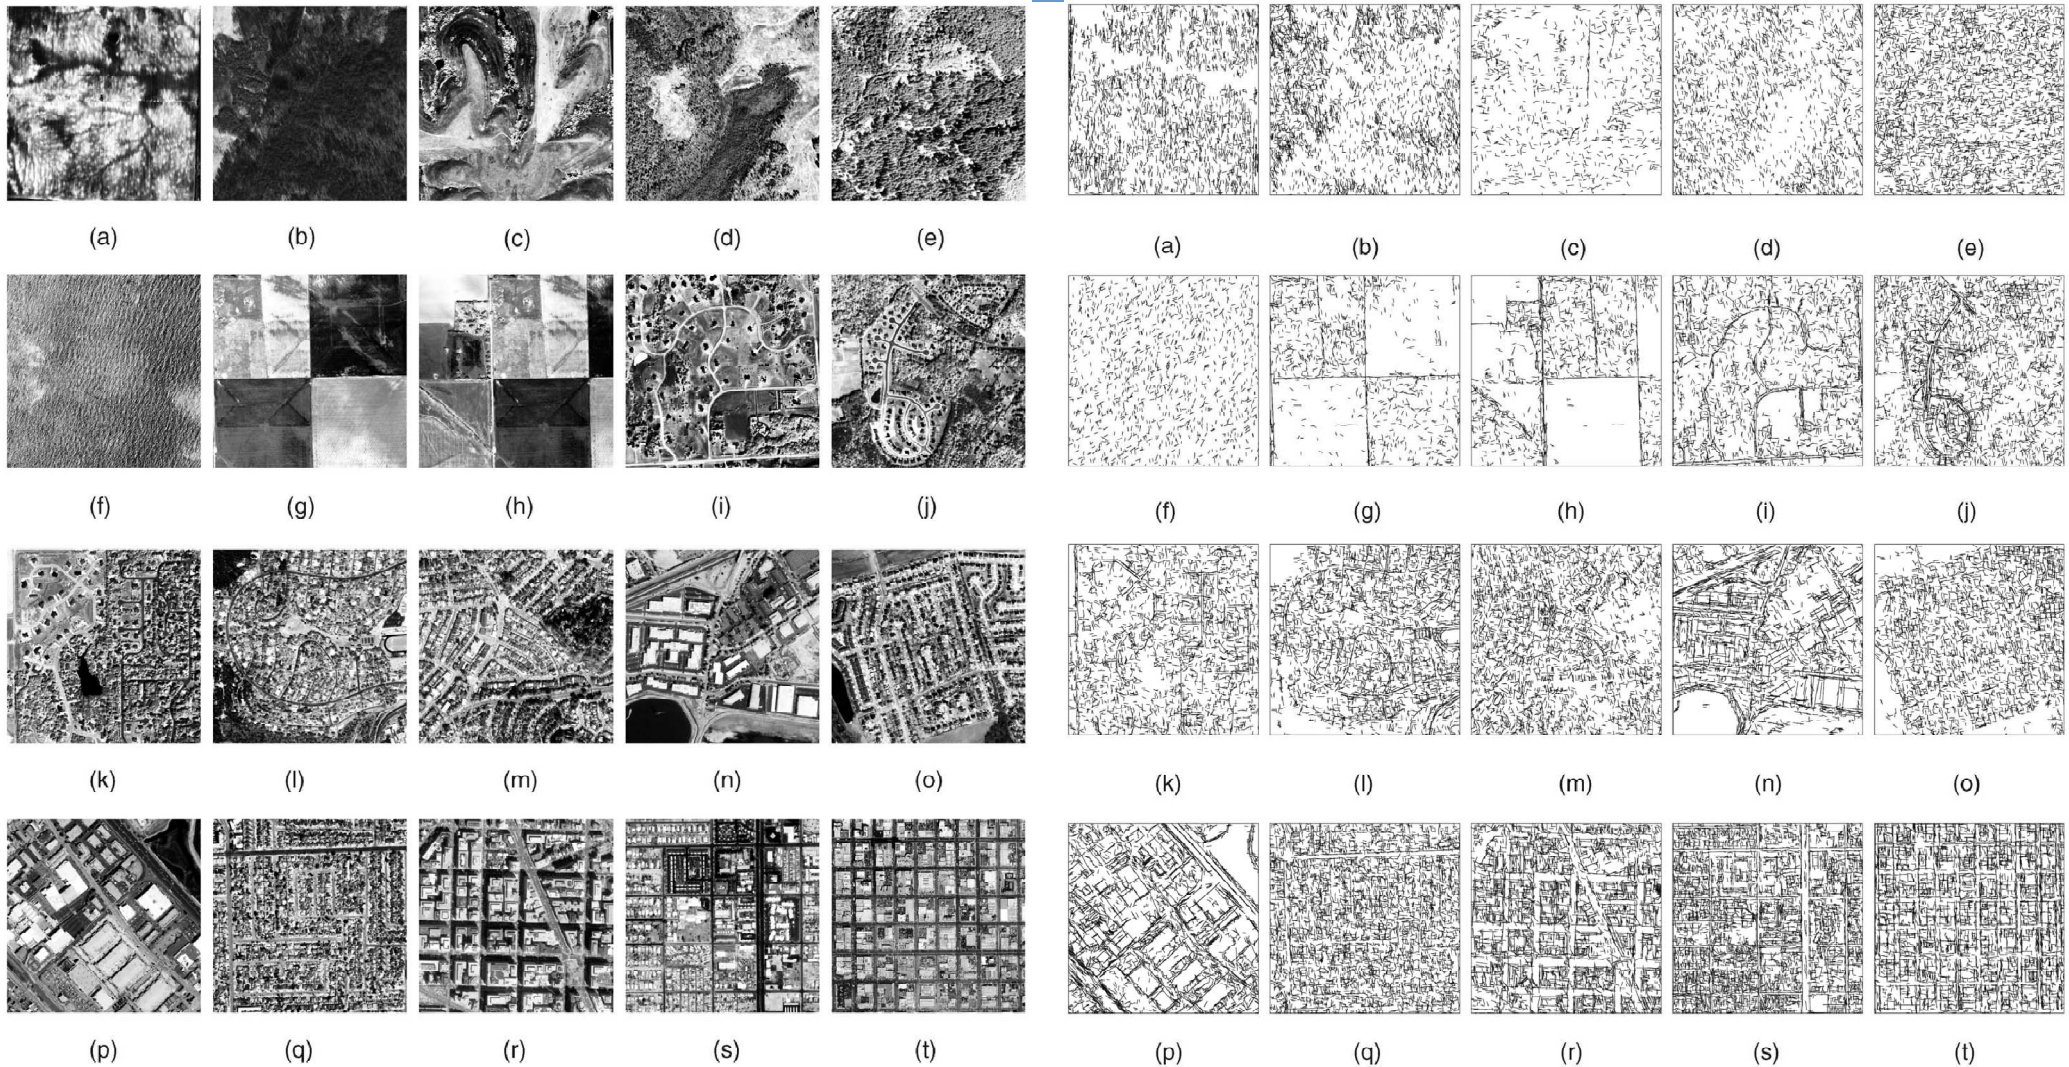 (a) (b) (c) (d) (e) (a) (b) (c) (d) (e)
(f) (g) (h) (i) (j) (f) (g) (h) (i) (j)
(k) (l) (m) (n) (o) (k) (l) (m) (n) (o)
(p) (q) (r) (s) (t) (p) (q) (r) (s) (t)